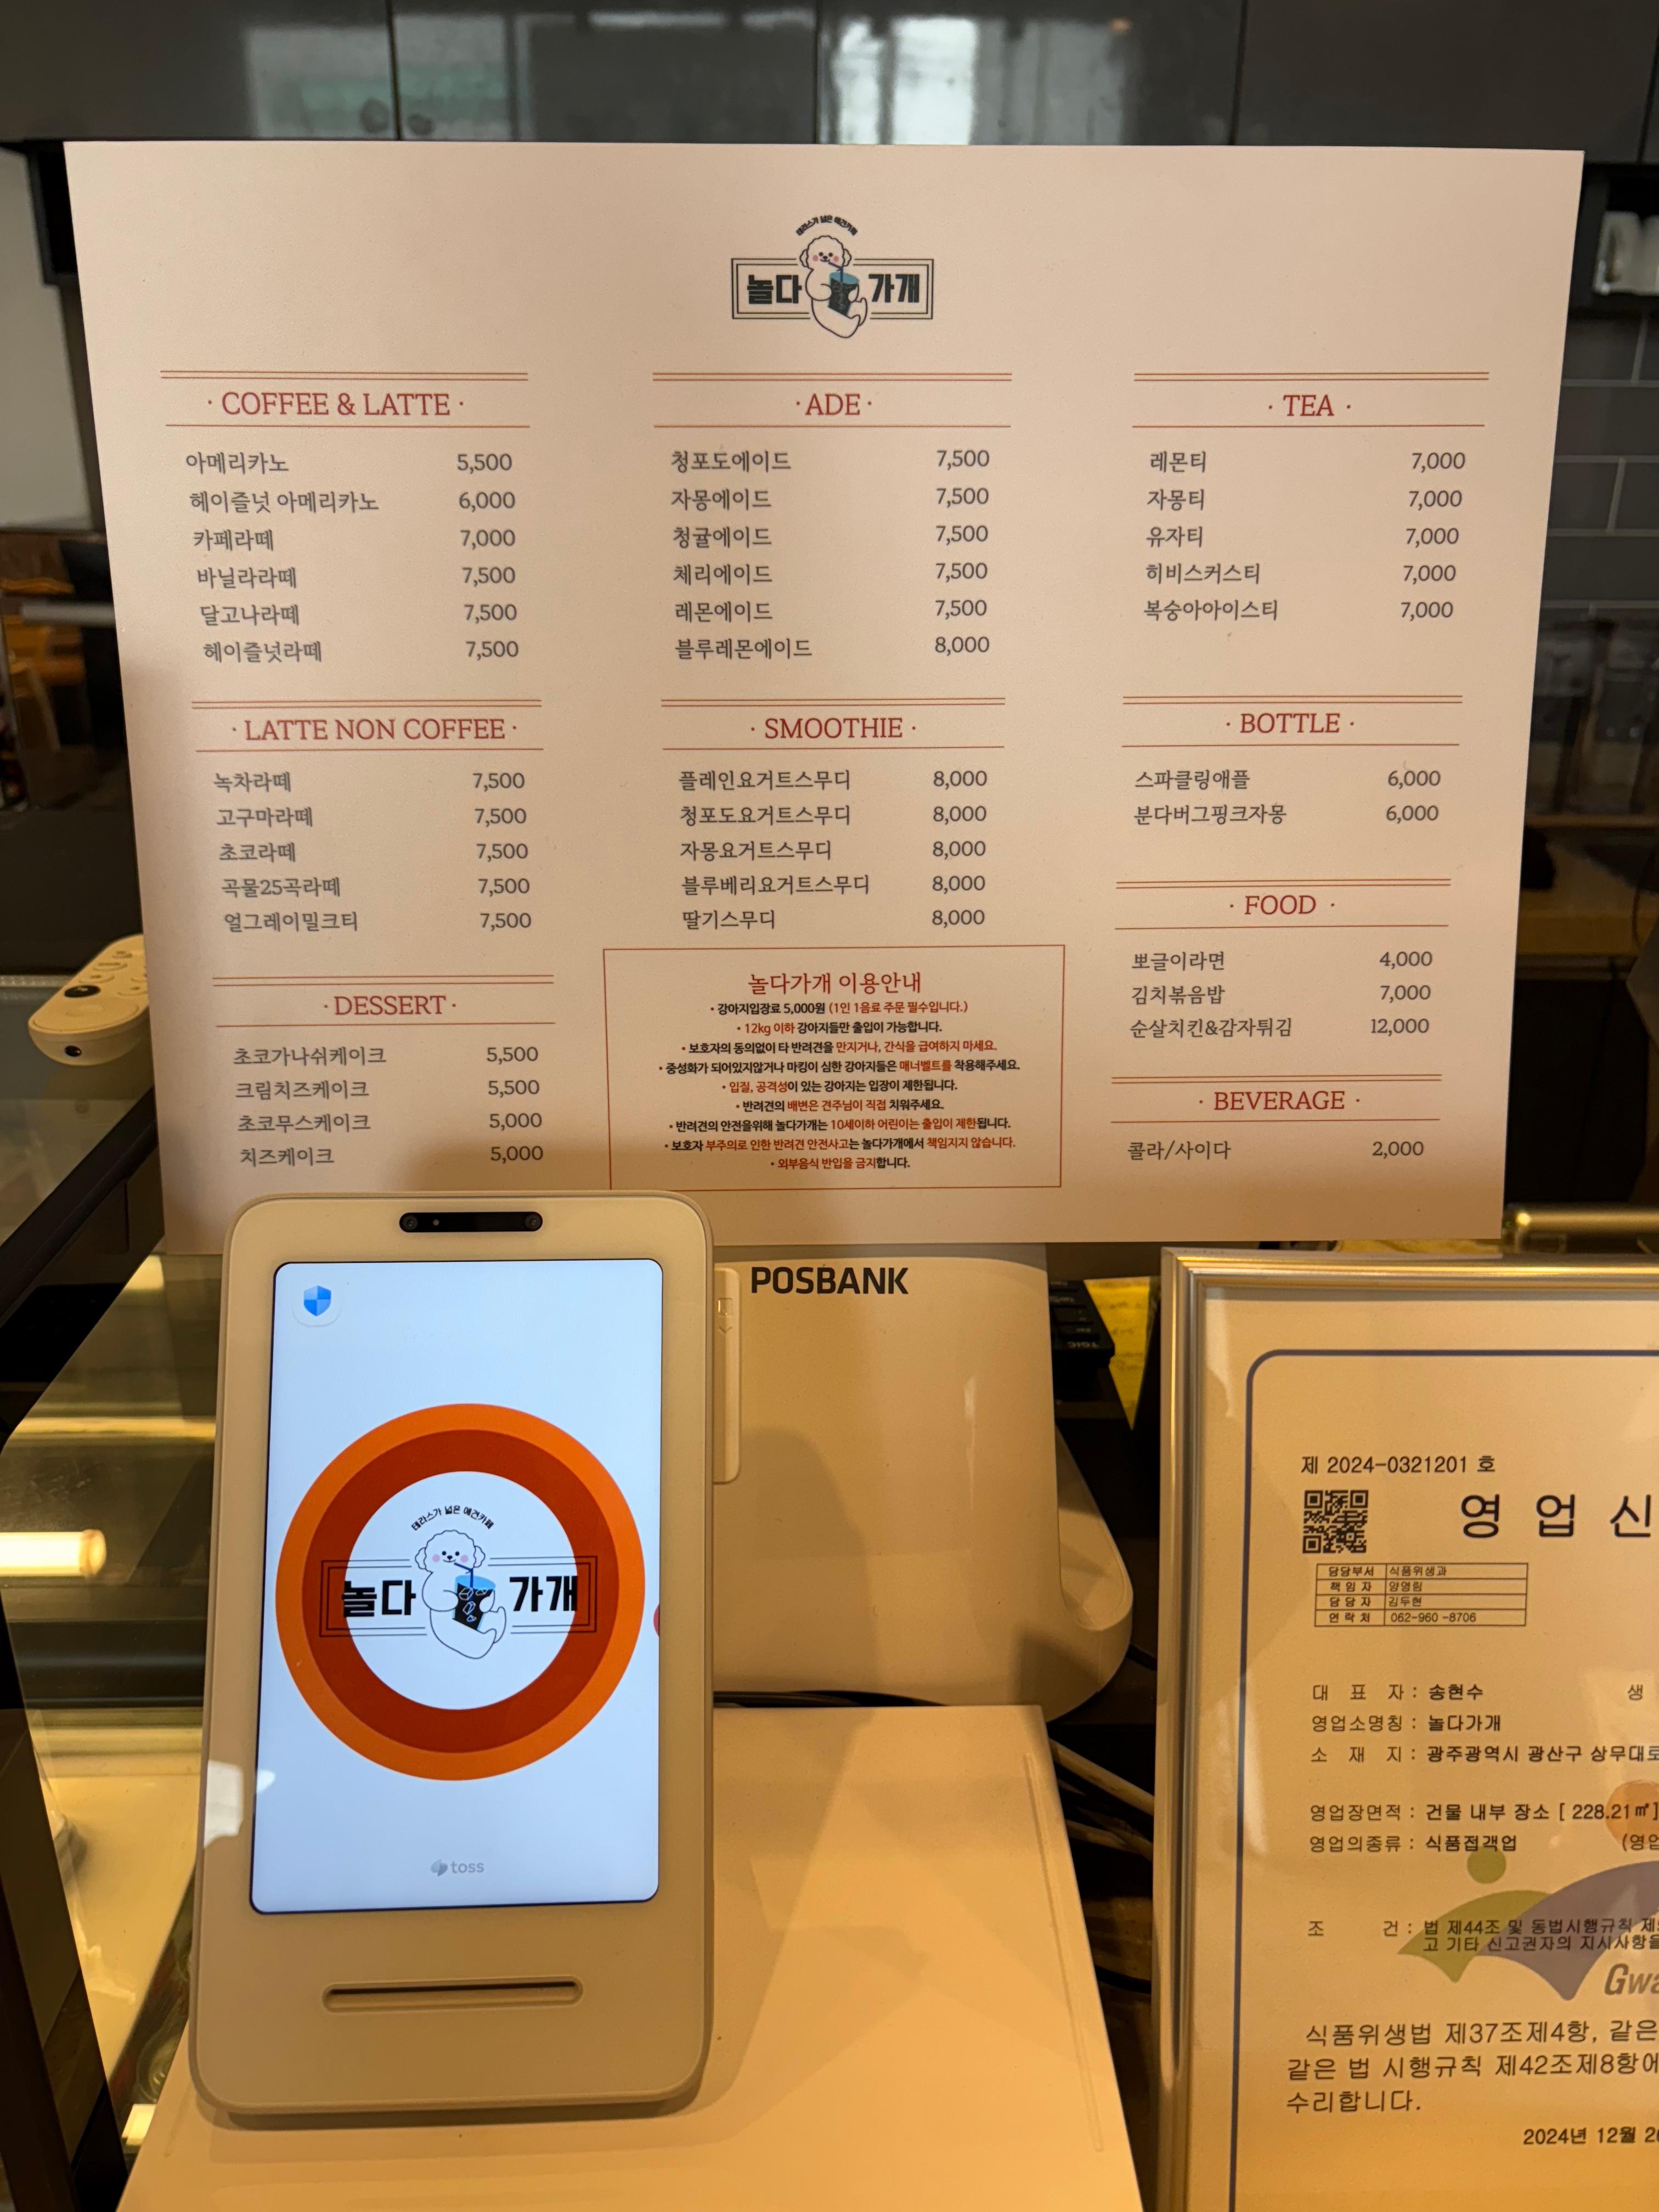 테라스가 넓은 애견카페
놀다 가개
· COFFEE & LATTE ·
아메리카노 5,500
헤이즐넛 아메리카노 6,000
카페라떼 7,000
바닐라라떼 7,500
달고나라떼 7,500
헤이즐넛라떼 7,500
· LATTE NON COFFEE ·
녹차라떼 7,500
고구마라떼 7,500
초코라떼 7,500
곡물25곡라떼 7,500
얼그레이밀크티 7,500
· DESSERT ·
초코가나쉬케이크 5,500
크림치즈케이크 5,500
초코무스케이크 5,000
치즈케이크 5,000
· ADE ·
청포도에이드 7,500
자몽에이드 7,500
청귤에이드 7,500
체리에이드 7,500
레몬에이드 7,500
블루레몬에이드 8,000
· SMOOTHIE ·
플레인요거트스무디 8,000
청포도요거트스무디 8,000
자몽요거트스무디 8,000
블루베리요거트스무디 8,000
딸기스무디 8,000
놀다가개 이용안내
• 강아지입장료 5,000원 (1인 1음료 주문 필수입니다.)
• 12kg 이하 강아지들만 출입이 가능합니다.
• 보호자의 동의없이 타 반려견을 만지거나, 간식을 급여하지 마세요.
• 중성화가 되어있지않거나 마킹이 심한 강아지들은 매너벨트를 착용해주세요.
• 입질, 공격성이 있는 강아지는 입장이 제한됩니다.
• 반려견의 배변은 견주님이 직접 치워주세요.
• 반려견의 안전을위해 놀다가개는 10세이하 어린이는 출입이 제한됩니다.
• 보호자 부주의로 인한 반려견 안전사고는 놀다가개에서 책임지지 않습니다.
• 외부음식 반입을 금지합니다.
· TEA ·
레몬티 7,000
자몽티 7,000
유자티 7,000
히비스커스티 7,000
복숭아아이스티 7,000
· BOTTLE ·
스파클링애플 6,000
분다버그핑크자몽 6,000
· FOOD ·
뽀글이라면 4,000
김치볶음밥 7,000
순살치킨&감자튀김 12,000
· BEVERAGE ·
콜라/사이다 2,000
POSBANK
테라스가 넓은 애견카페
놀다 가개
toss
제 2024-0321201 호
영 업 신
담당부서 식품위생과
책 임 자 양영림
담 당 자 김두현
연 락 처 062-960-8706
대 표 자 : 송현수 생
영업소명칭 : 놀다가개
소 재 지 : 광주광역시 광산구 상무대로
영업장면적 : 건물 내부 장소 [ 228.21㎡]
영업의종류 : 식품접객업 (영업
조 건 : 법 제44조 및 동법시행규칙 제
고 기타 신고권자의 지시사항을
Gwa
식품위생법 제37조제4항, 같은
같은 법 시행규칙 제42조제8항에
수리합니다.
2024년 12월 2